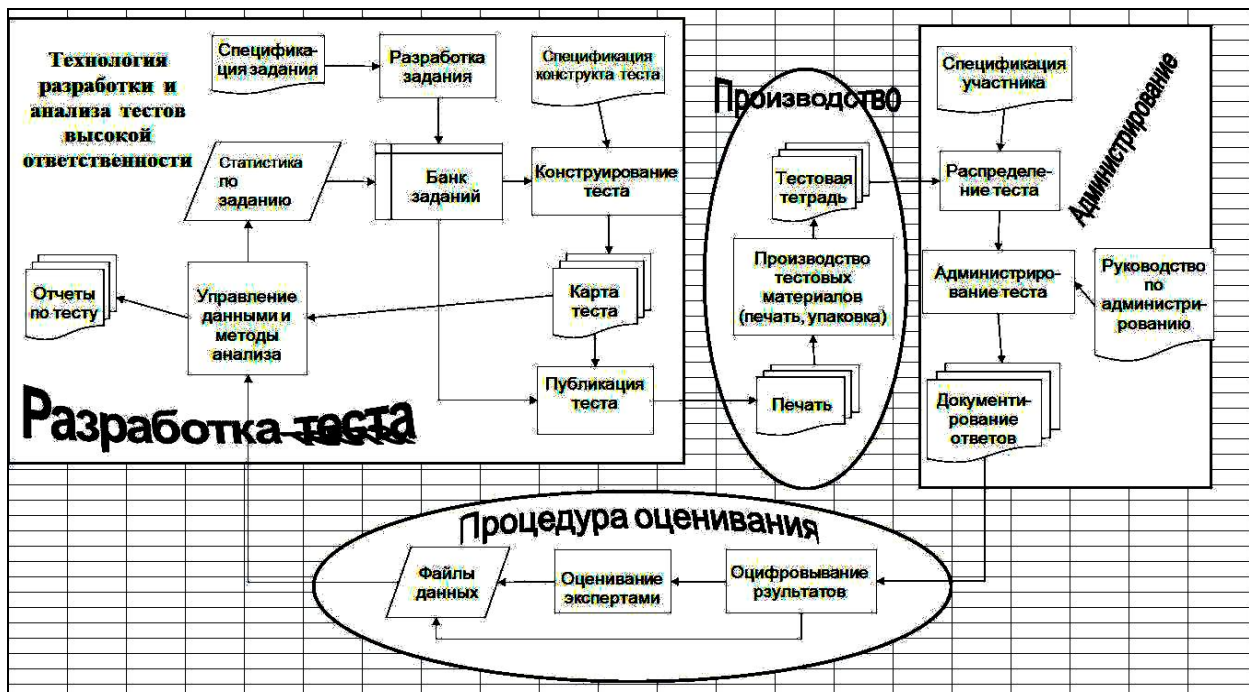 Технология
разработки и
анализа тестов
высокой
ответственности
Спецификa-
ция задания
Разработка
задания
Спецификация
конструкта теста
Статистика
по
заданию
Банк
заданий
Конструирование
теста
Отчеты
по тесту
Управление
данными и
методы
анализа
Карта
теста
Публикация
теста
Разработка теста
Производство
Тестовая
тетрадь
Производство
тестовых
материалов
(печать, упаковка)
Печать
Администрирование
Спецификация
участника
Распределе-
ние теста
Администриро-
вание теста
Руководство
по
администри-
рованию
Документи-
рование
ответов
Процедура оценивания
Файлы
данных
Оценивание
экспертами
Оцифровывание
рзультатов